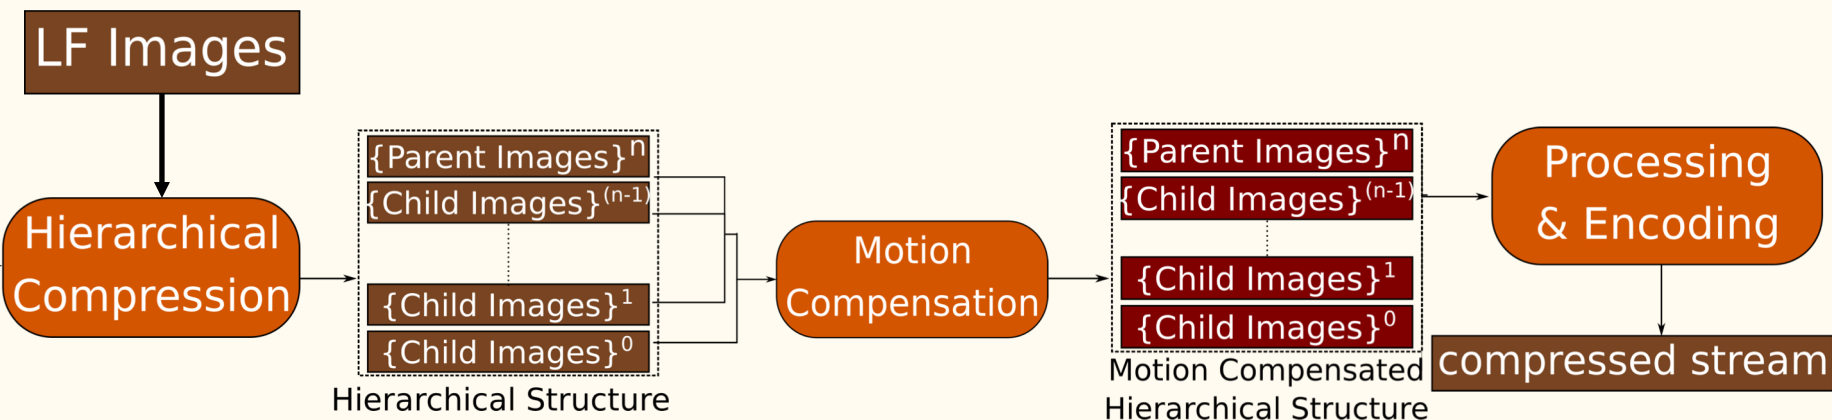 LF Images
Hierarchical
Compression
{Parent Images}ⁿ
{Child Images}⁽ⁿ⁻¹⁾
{Child Images}¹
{Child Images}⁰
Hierarchical Structure
Motion
Compensation
{Parent Images}ⁿ
{Child Images}⁽ⁿ⁻¹⁾
{Child Images}¹
{Child Images}⁰
Motion Compensated
Hierarchical Structure
Processing
& Encoding
compressed stream